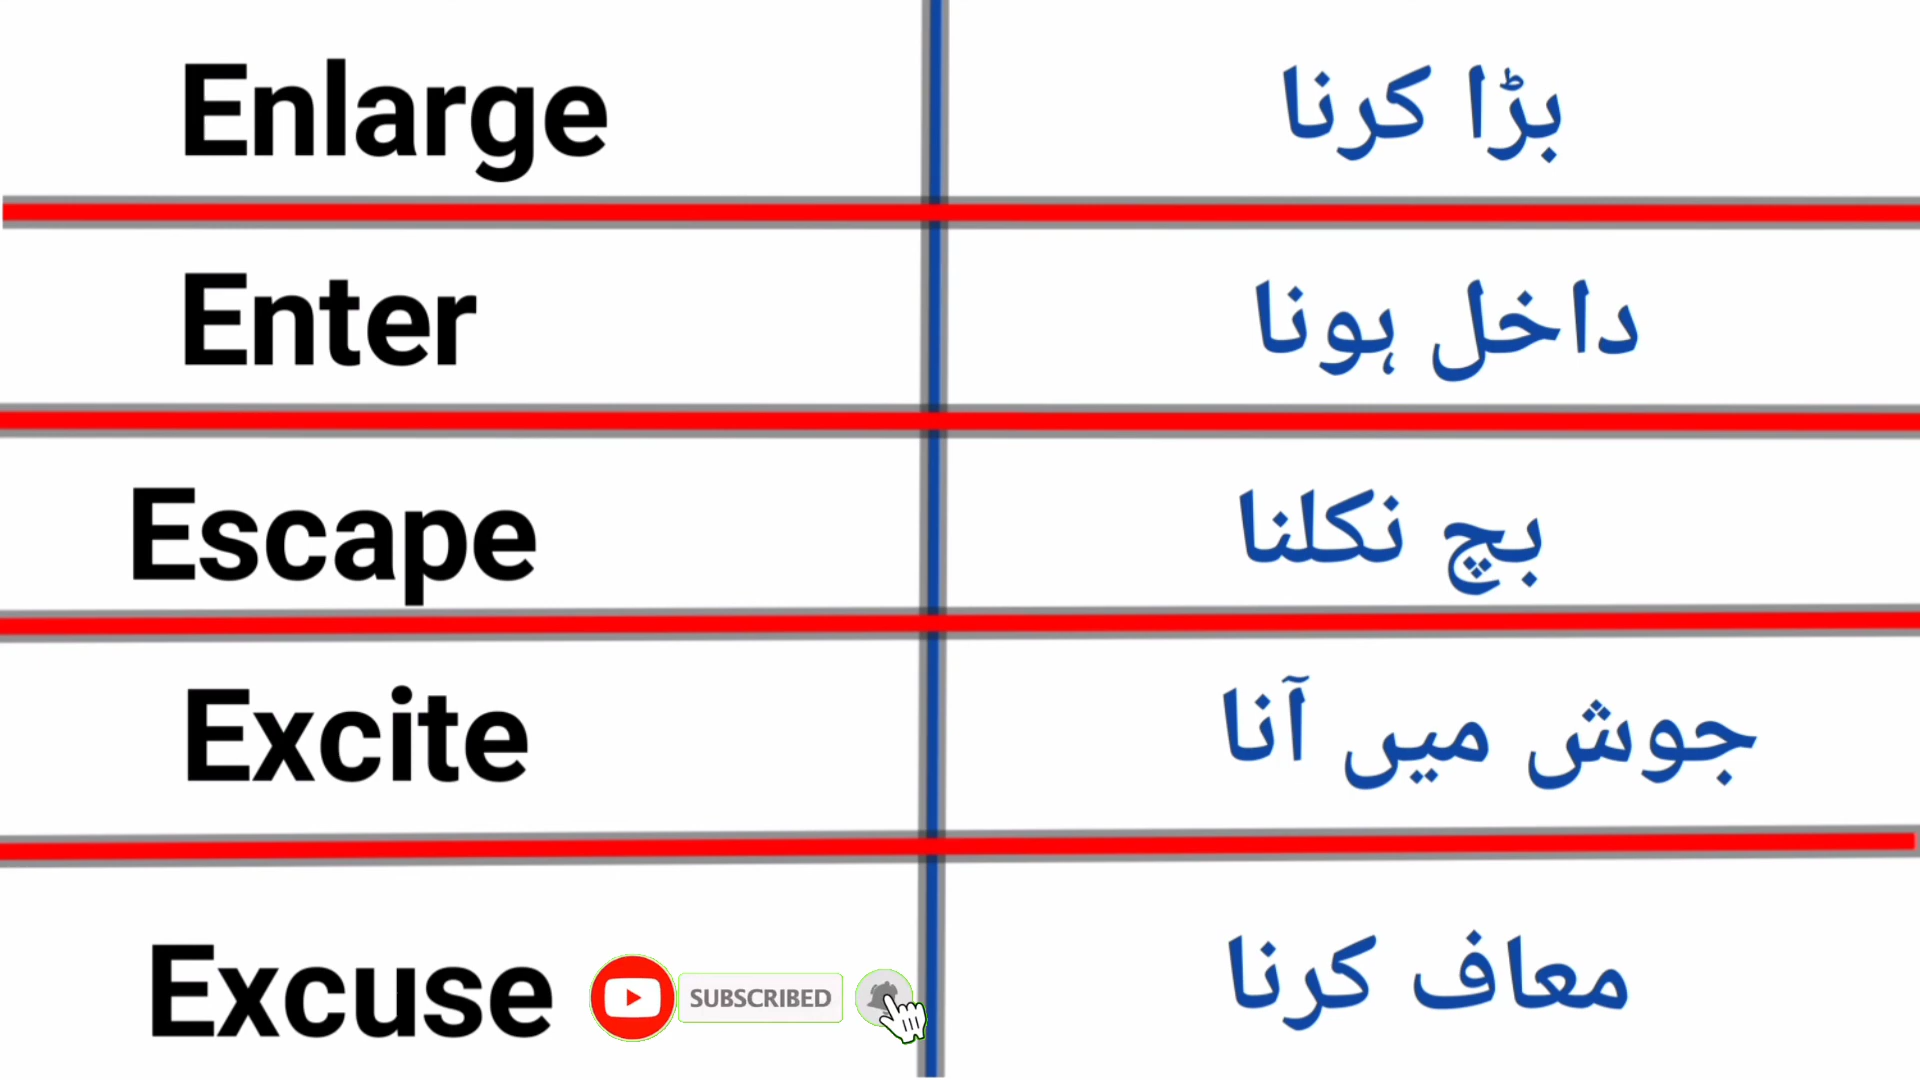 Enlarge بڑا کرنا
Enter داخل ہونا
Escape بچ نکلنا
Excite جوش میں آنا
Excuse SUBSCRIBED معاف کرنا